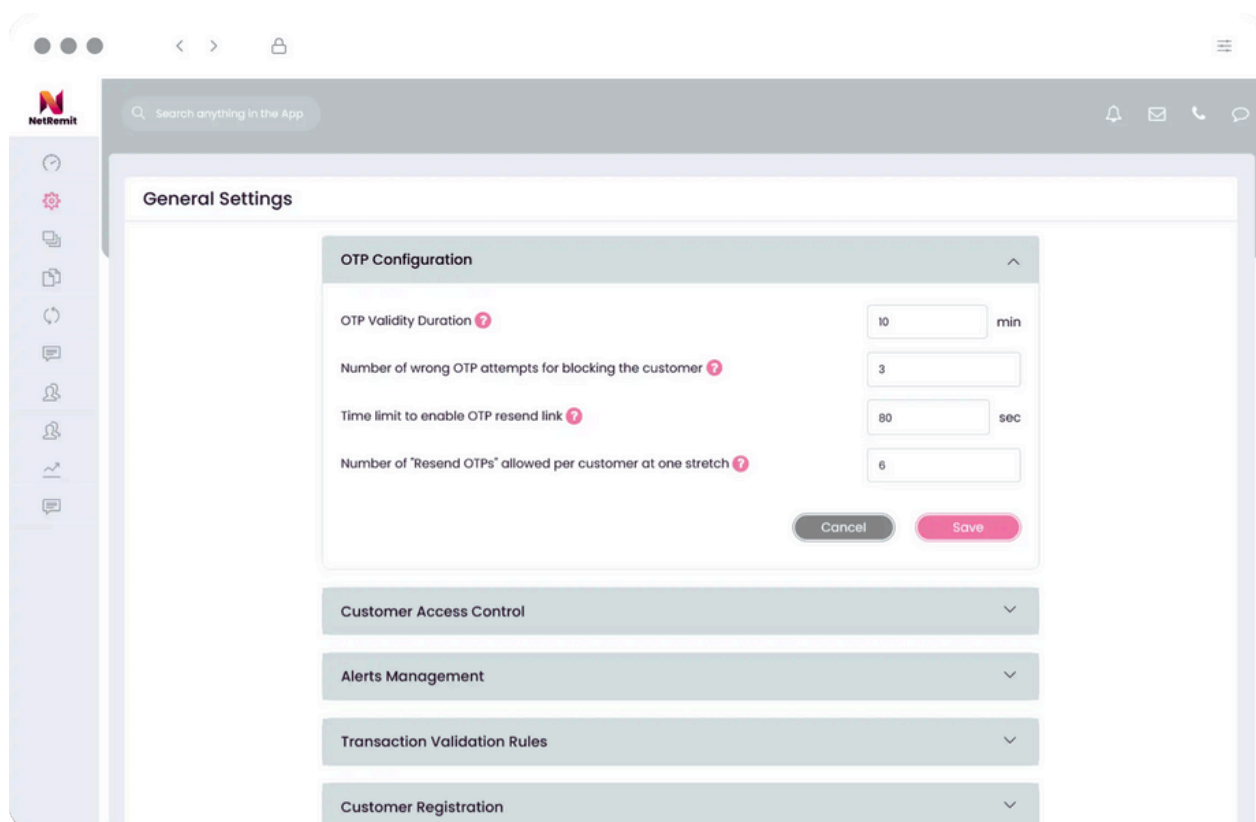 NetRemit
Search anything in the App
General Settings
OTP Configuration
OTP Validity Duration ?
10 min
Number of wrong OTP attempts for blocking the customer ?
3
Time limit to enable OTP resend link ?
80 sec
Number of "Resend OTPs" allowed per customer at one stretch ?
6
Cancel Save
Customer Access Control
Alerts Management
Transaction Validation Rules
Customer Registration